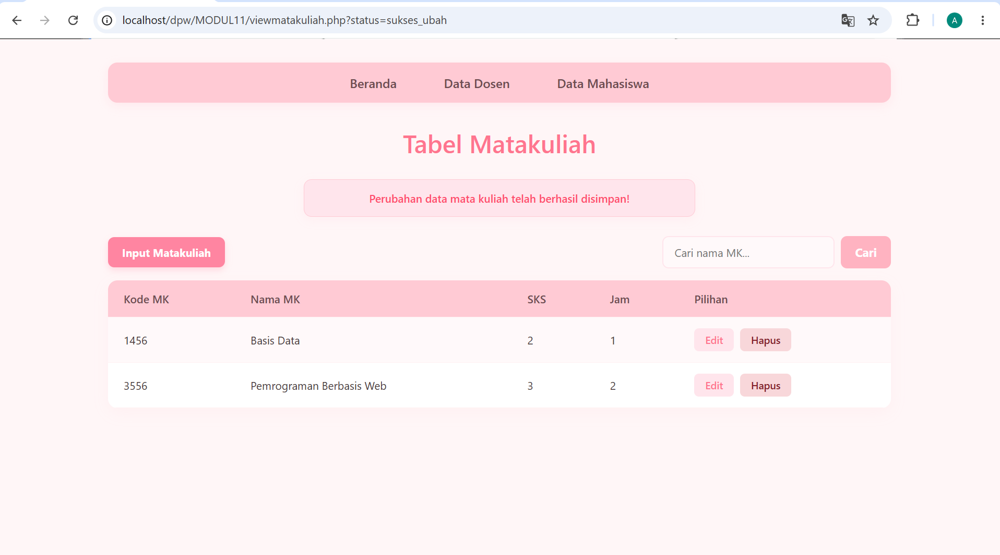 localhost/dpw/MODUL11/viewmatakuliah.php?status=sukses_ubah
A
Beranda Data Dosen Data Mahasiswa
Tabel Matakuliah
Perubahan data mata kuliah telah berhasil disimpan!
Input Matakuliah Cari nama MK... Cari
Kode MK Nama MK SKS Jam Pilihan
1456 Basis Data 2 1 Edit Hapus
3556 Pemrograman Berbasis Web 3 2 Edit Hapus